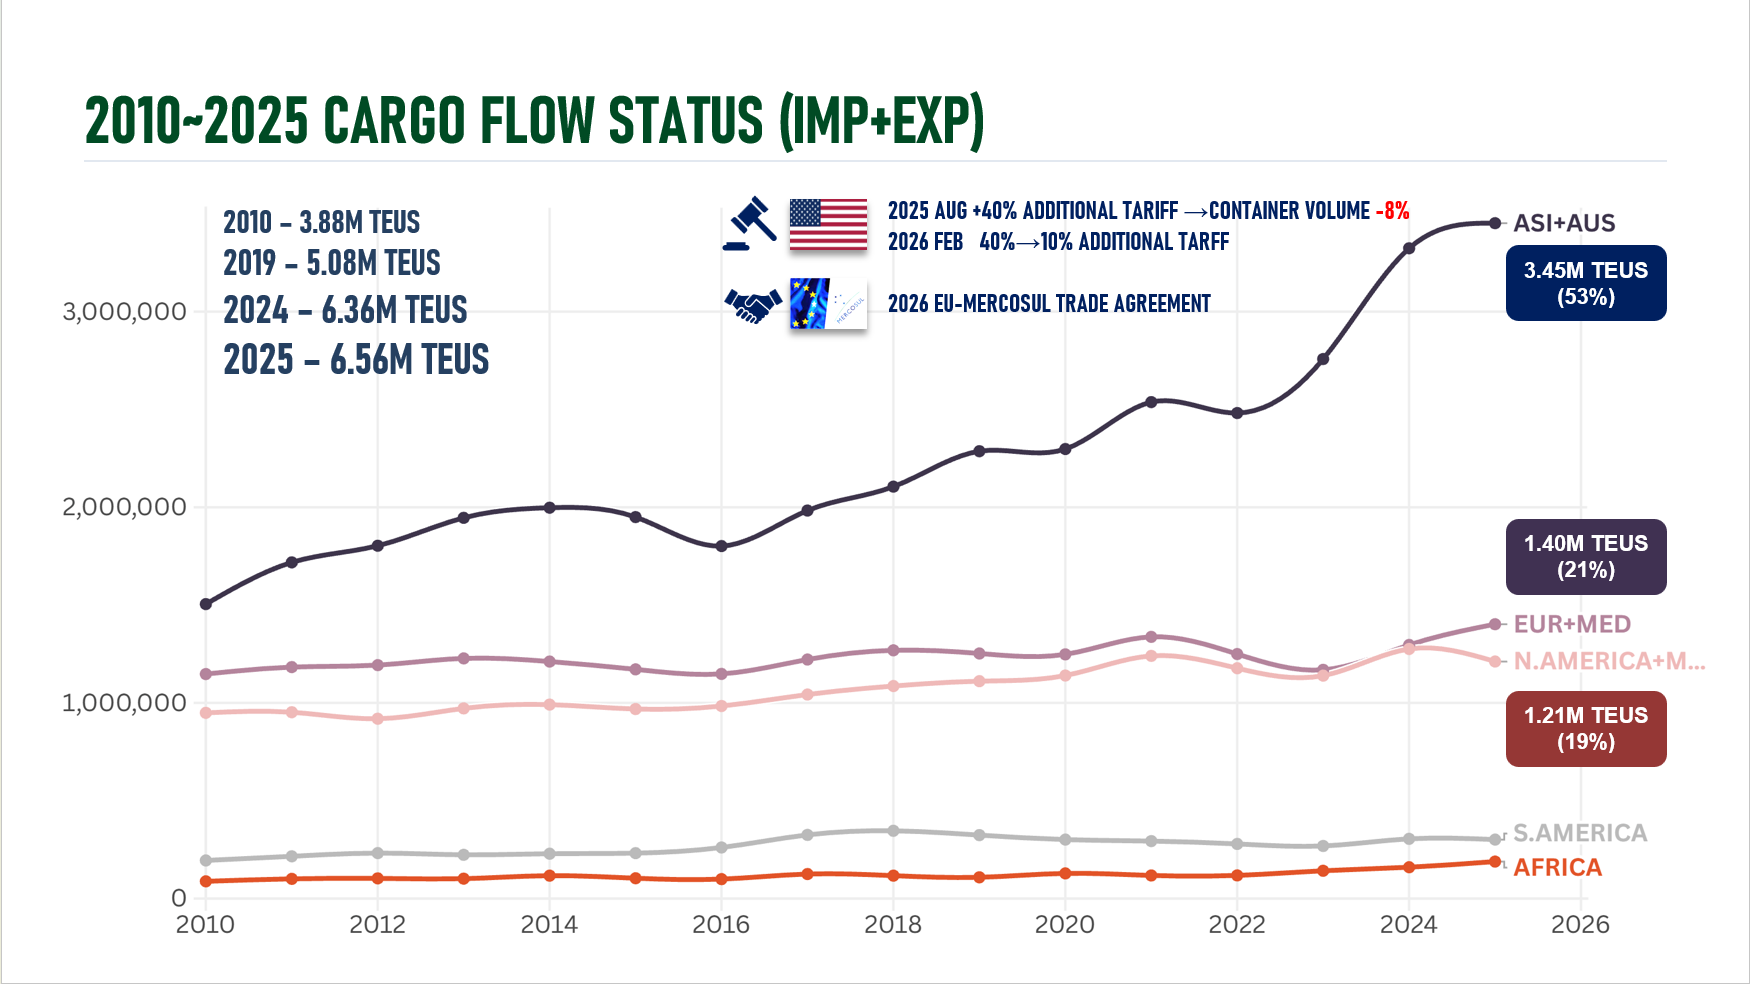 2010~2025 CARGO FLOW STATUS (IMP+EXP)
2010 – 3.88M TEUS
2019 – 5.08M TEUS
2024 – 6.36M TEUS
2025 – 6.56M TEUS
2025 AUG +40% ADDITIONAL TARIFF →CONTAINER VOLUME -8%
2026 FEB 40%→10% ADDITIONAL TARFF
MERCOSUL
2026 EU-MERCOSUL TRADE AGREEMENT
ASI+AUS
3.45M TEUS
(53%)
1.40M TEUS
(21%)
EUR+MED
N.AMERICA+M...
1.21M TEUS
(19%)
S.AMERICA
AFRICA
3,000,000
2,000,000
1,000,000
0
2010
2012
2014
2016
2018
2020
2022
2024
2026